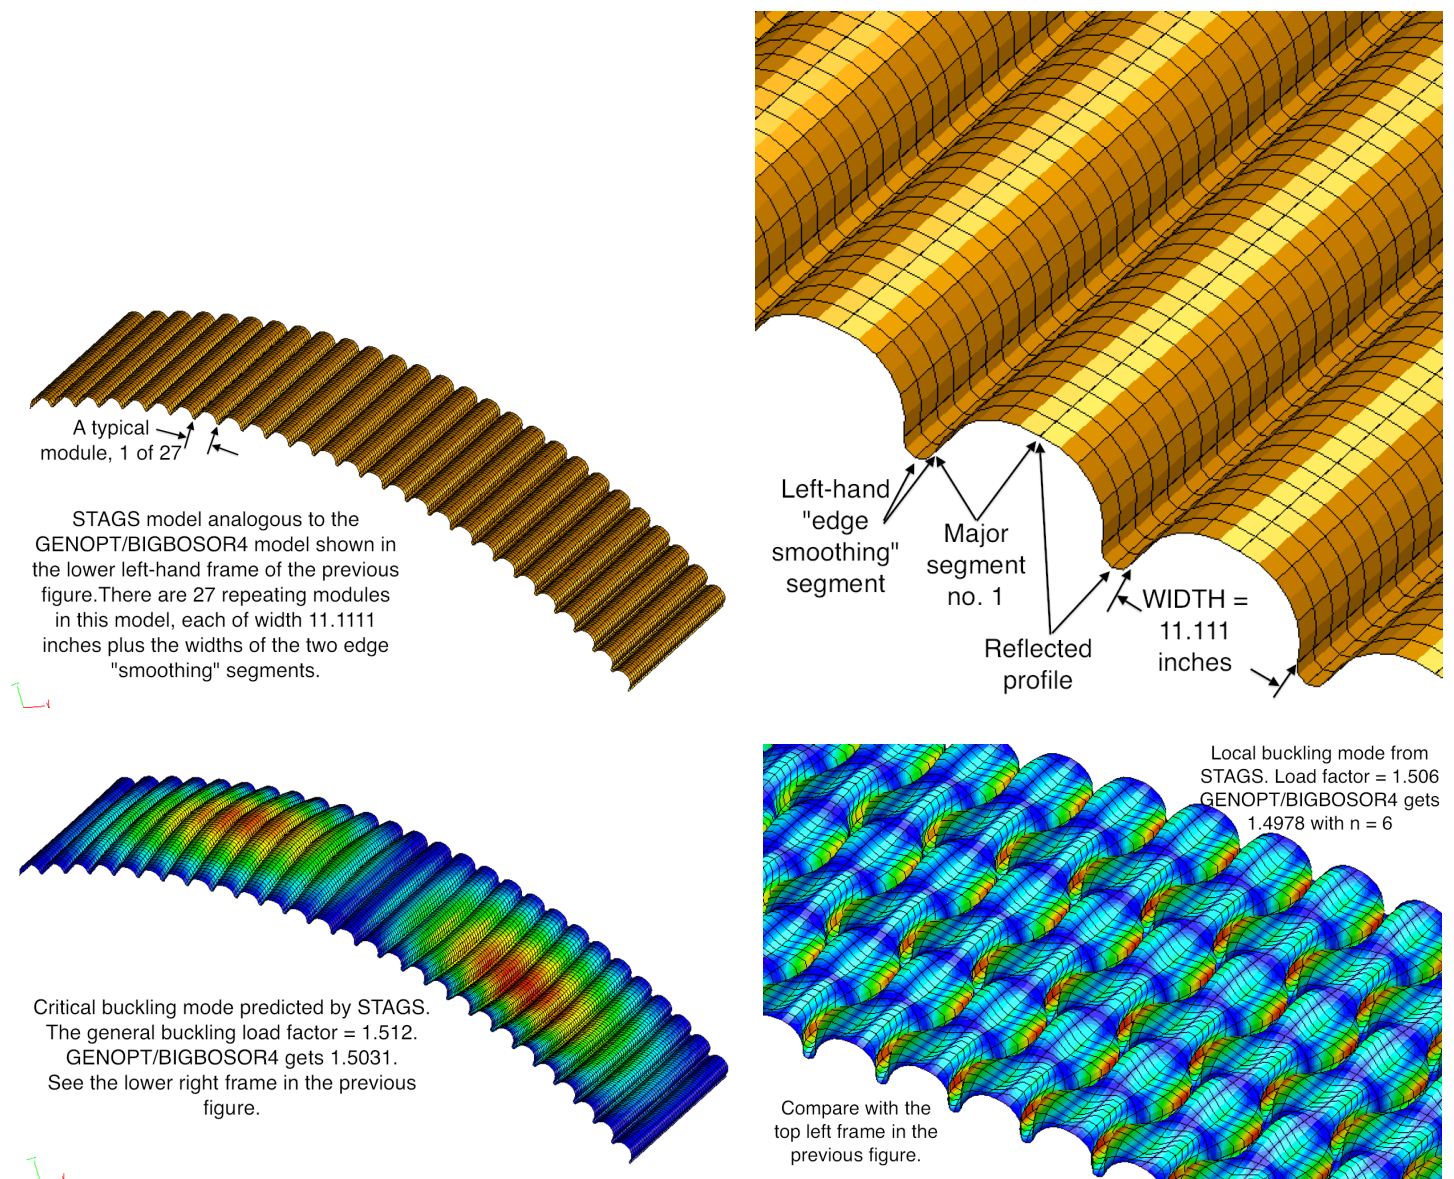 A typical
module, 1 of 27
STAGS model analogous to the
GENOPT/BIGBOSOR4 model shown in
the lower left-hand frame of the previous
figure.There are 27 repeating modules
in this model, each of width 11.1111
inches plus the widths of the two edge
"smoothing" segments.
Left-hand
"edge
smoothing"
segment
Major
segment
no. 1
Reflected
profile
WIDTH =
11.111
inches
Critical buckling mode predicted by STAGS.
The general buckling load factor = 1.512.
GENOPT/BIGBOSOR4 gets 1.5031.
See the lower right frame in the previous
figure.
Local buckling mode from
STAGS. Load factor = 1.506
GENOPT/BIGBOSOR4 gets
1.4978 with n = 6
Compare with the
top left frame in the
previous figure.